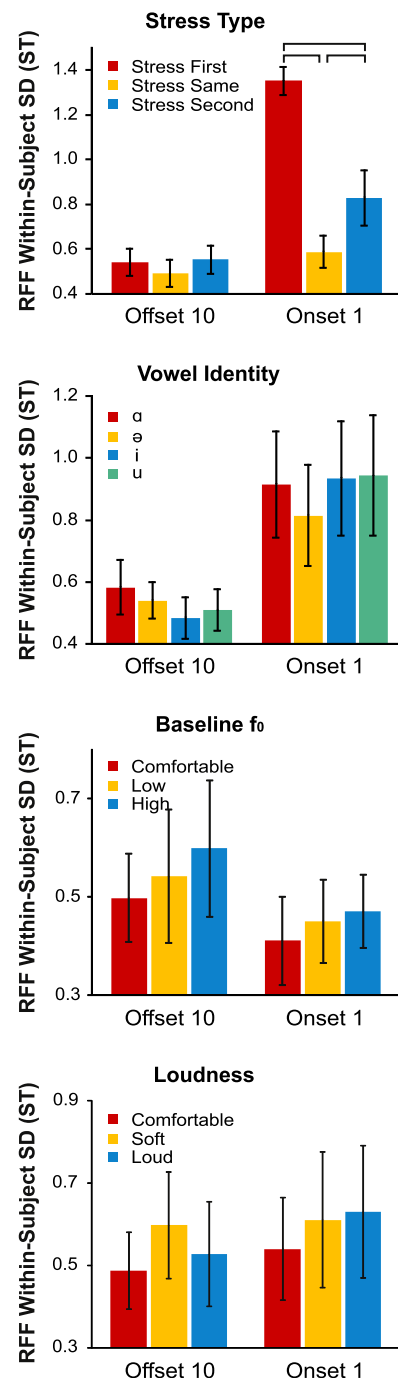 Stress Type
RFF Within-Subject SD (ST)
1.4
1.2
1.0
0.8
0.6
0.4
Stress First
Stress Same
Stress Second
Offset 10
Onset 1
Vowel Identity
RFF Within-Subject SD (ST)
1.2
1.0
0.8
0.6
0.4
ɑ
ə
i
u
Offset 10
Onset 1
Baseline f₀
RFF Within-Subject SD (ST)
0.7
0.5
0.3
Comfortable
Low
High
Offset 10
Onset 1
Loudness
RFF Within-Subject SD (ST)
0.9
0.7
0.5
0.3
Comfortable
Soft
Loud
Offset 10
Onset 1